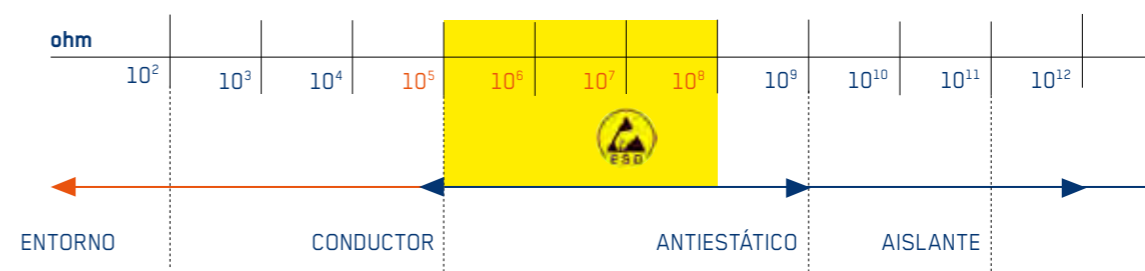 ohm
10² 10³ 10⁴ 10⁵ 10⁶ 10⁷ 10⁸ 10⁹ 10¹⁰ 10¹¹ 10¹²
ESD
ENTORNO CONDUCTOR ANTIESTÁTICO AISLANTE